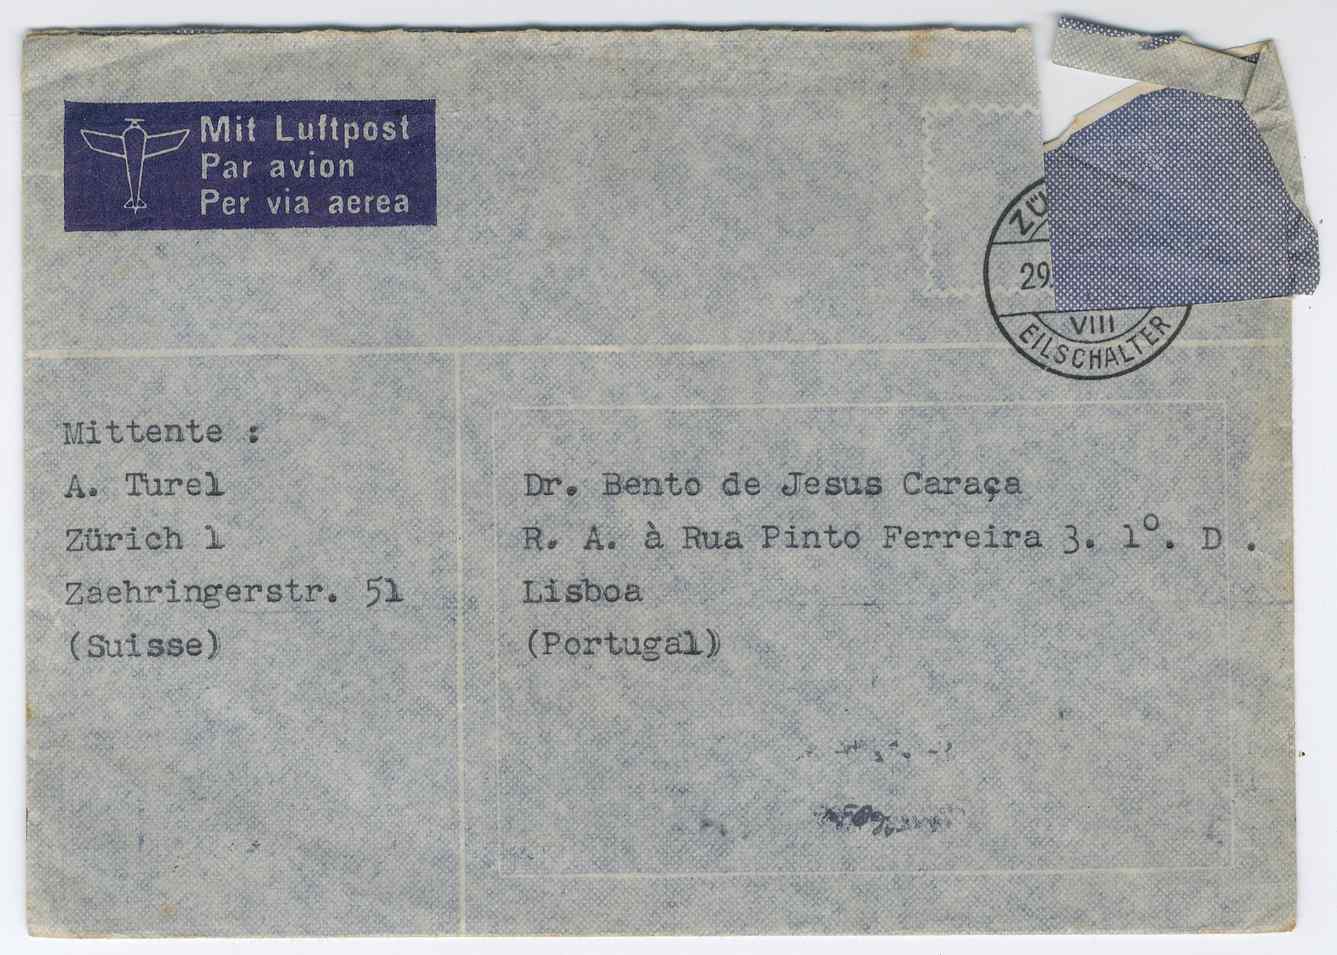 Mit Luftpost
Par avion
Per via aerea
29.
VIII
EILSCHALTER
Mittente :
A. Turel
Zürich 1
Zaehringerstr. 51
(Suisse)
Dr. Bento de Jesus Caraça
R. A. à Rua Pinto Ferreira 3. 1º. D .
Lisboa
(Portugal)